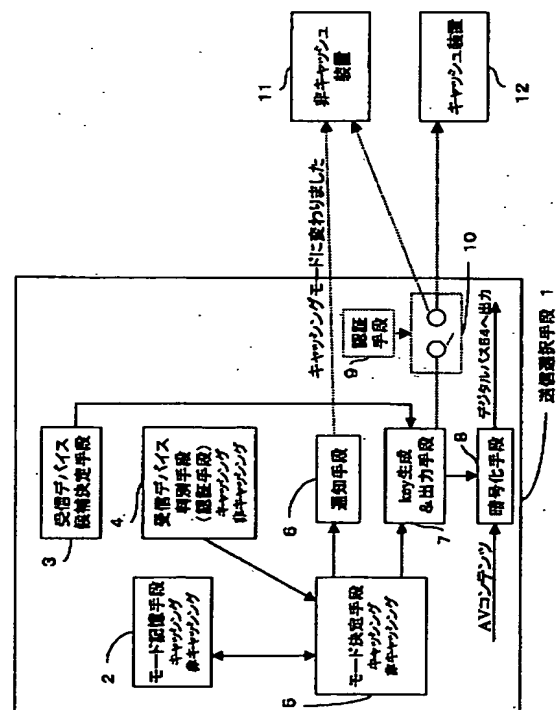 11
非キャッシュ
装置
キャッシュ装置
12
キャッシングモードに変わりました
10
認証
手段
9
デジタルバス64へ出力
送信選択手段 1
受信デバイス
候補決定手段
3
受信デバイス
判別手段
(認証手段)
キャッシング
非キャッシング
4
通知手段
6
key生成
&出力手段
7
8
暗号化手段
AVコンテンツ
モード記憶手段
キャッシング
非キャッシング
2
モード決定手段
キャッシング
非キャッシング
5